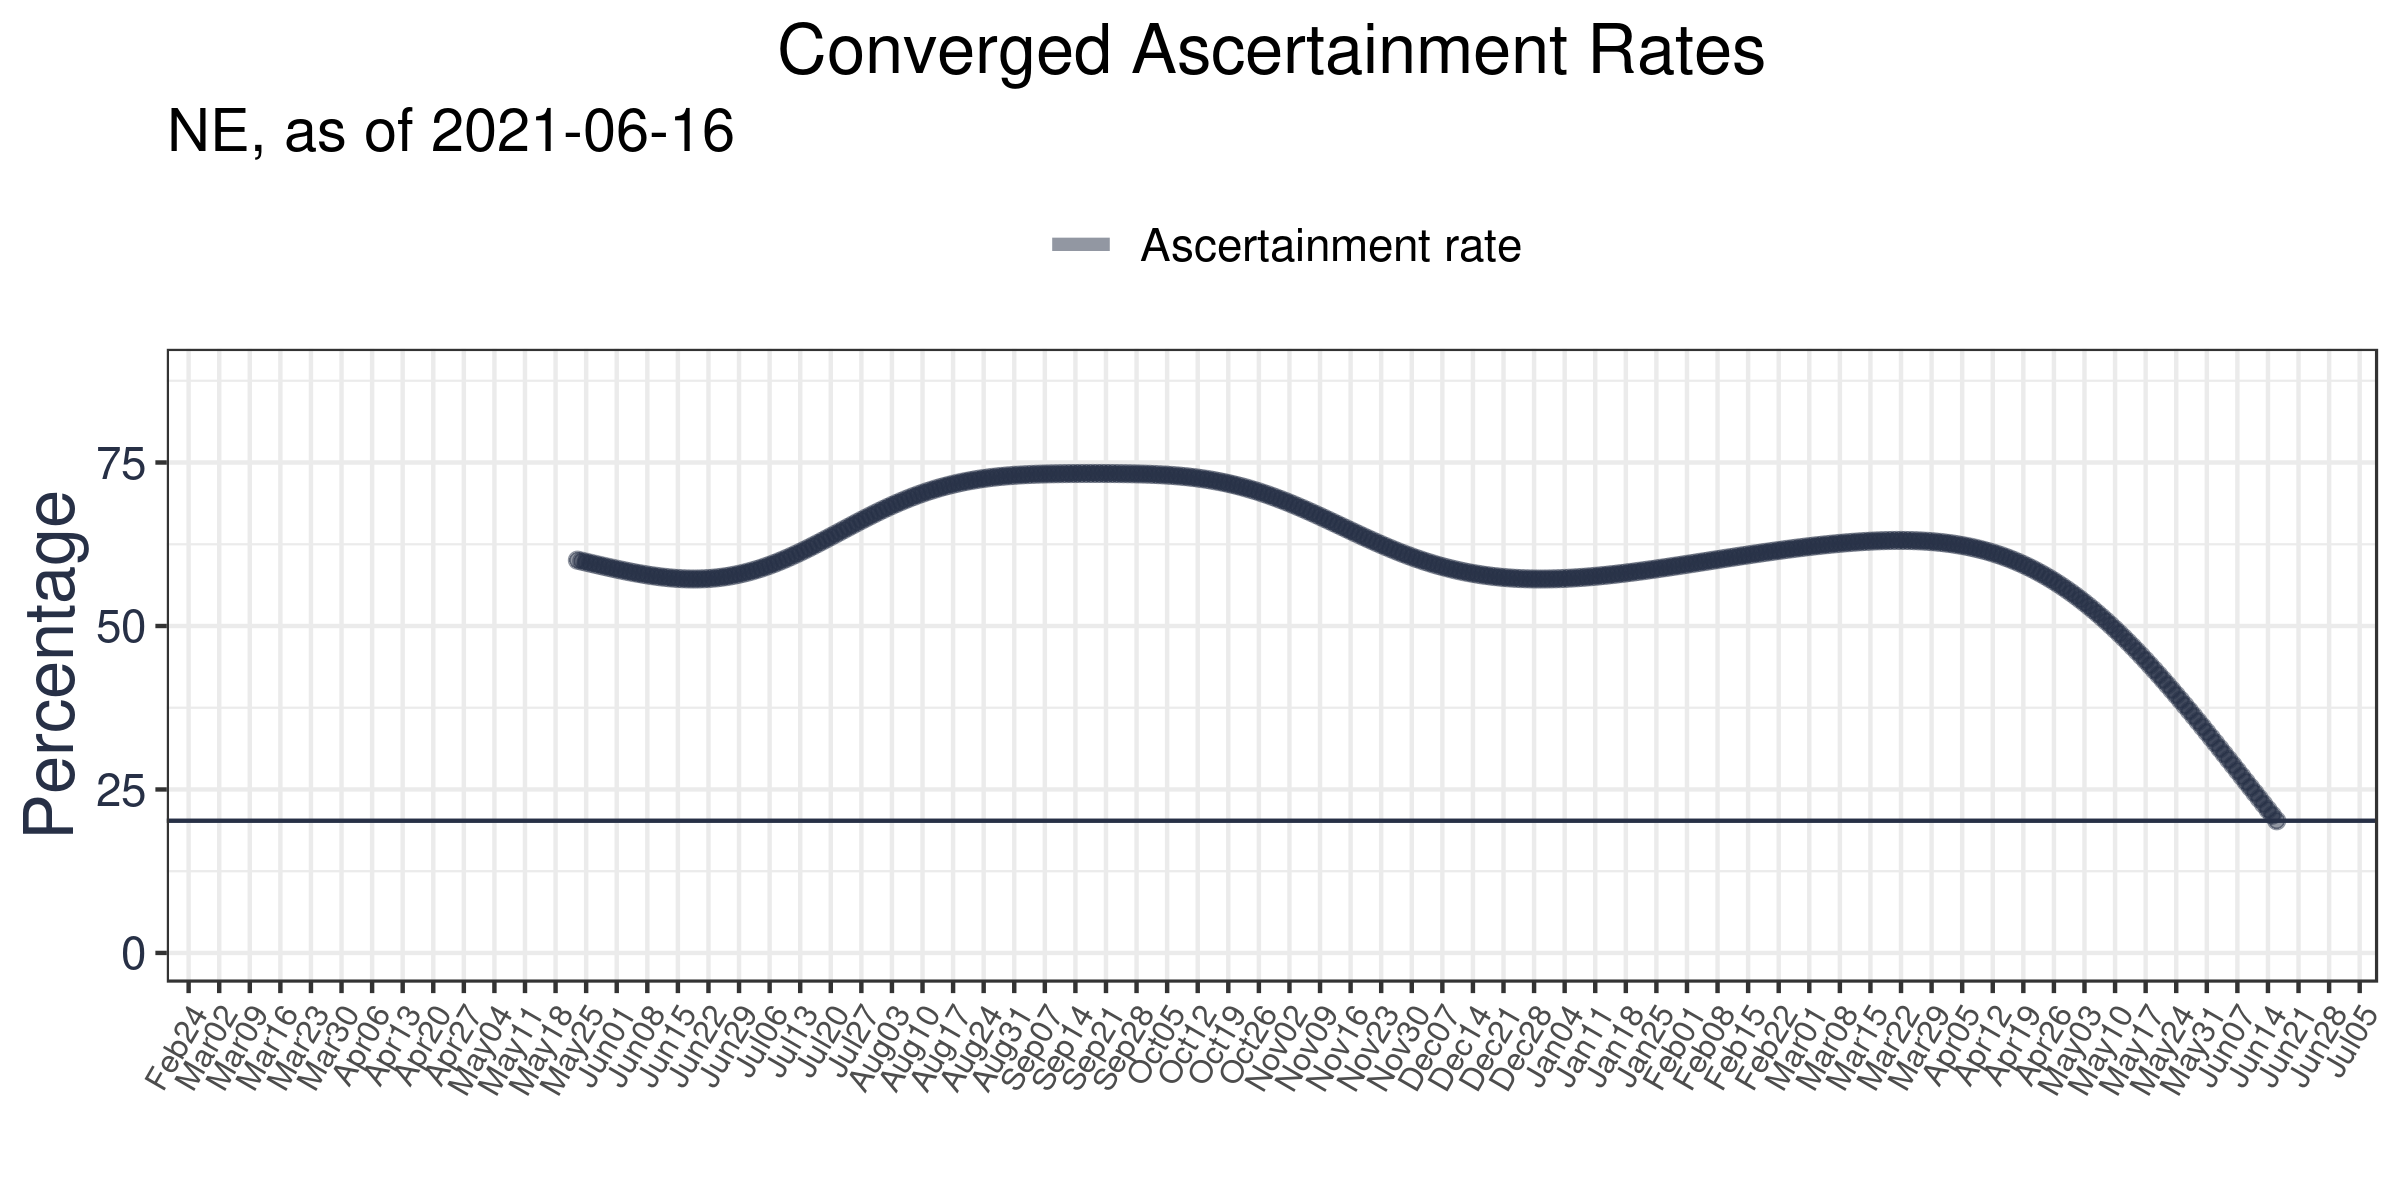 Converged Ascertainment Rates
NE, as of 2021-06-16
Ascertainment rate
Percentage
75
50
25
0
Feb24
Mar02
Mar09
Mar16
Mar23
Mar30
Apr06
Apr13
Apr20
Apr27
May04
May11
May18
May25
Jun01
Jun08
Jun15
Jun22
Jun29
Jul06
Jul13
Jul20
Jul27
Aug03
Aug10
Aug17
Aug24
Aug31
Sep07
Sep14
Sep21
Sep28
Oct05
Oct12
Oct19
Oct26
Nov02
Nov09
Nov16
Nov23
Nov30
Dec07
Dec14
Dec21
Dec28
Jan04
Jan11
Jan18
Jan25
Feb01
Feb08
Feb15
Feb22
Mar01
Mar08
Mar15
Mar22
Mar29
Apr05
Apr12
Apr19
Apr26
May03
May10
May17
May24
May31
Jun07
Jun14
Jun21
Jun28
Jul05